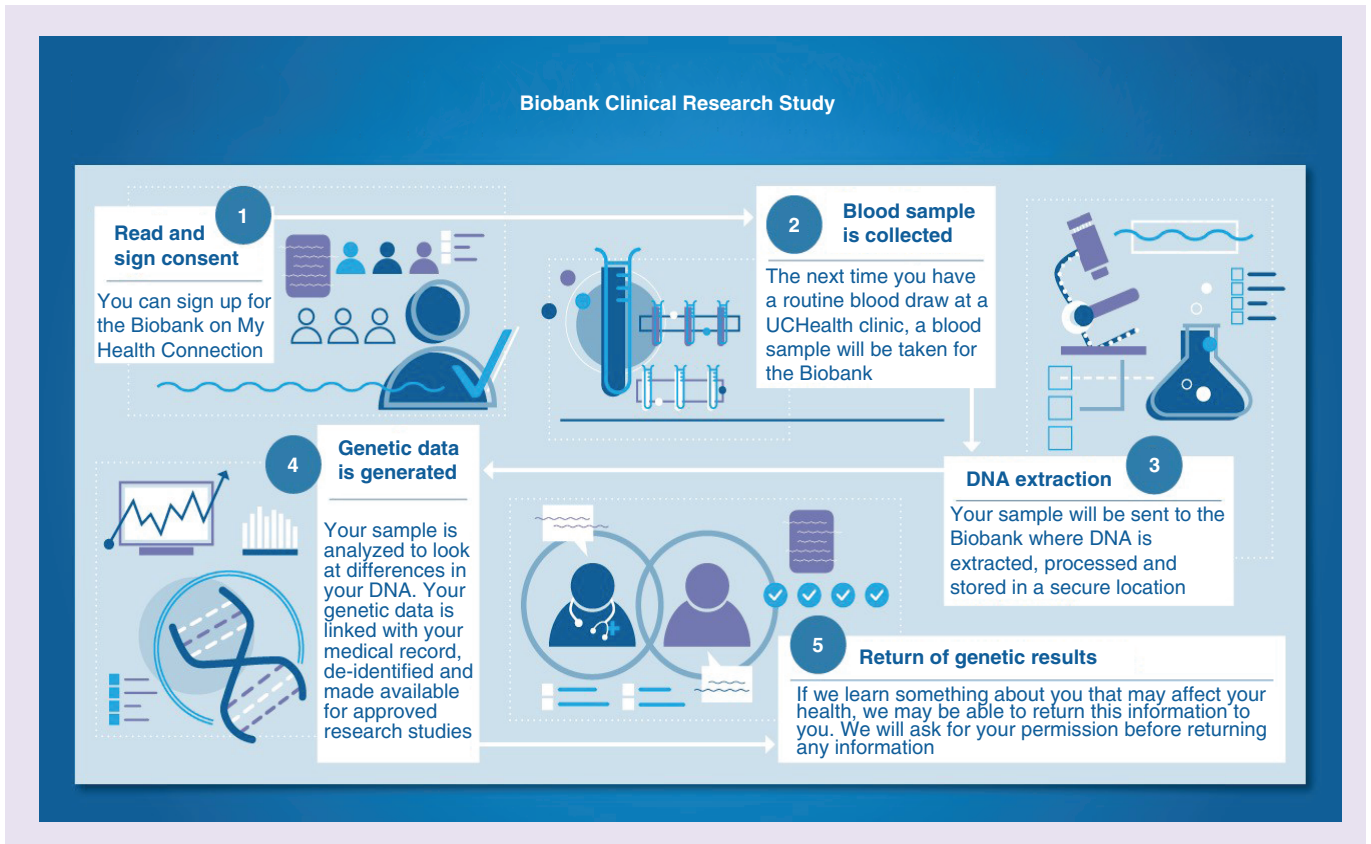 Biobank Clinical Research Study
1
Read and
sign consent
You can sign up for
the Biobank on My
Health Connection
2
Blood sample
is collected
The next time you have
a routine blood draw at a
UCHealth clinic, a blood
sample will be taken for
the Biobank
3
DNA extraction
Your sample will be sent to the
Biobank where DNA is
extracted, processed and
stored in a secure location
4
Genetic data
is generated
Your sample is
analyzed to look
at differences in
your DNA. Your
genetic data is
linked with your
medical record,
de-identified and
made available
for approved
research studies
5
Return of genetic results
If we learn something about you that may affect your
health, we may be able to return this information to
you. We will ask for your permission before returning
any information